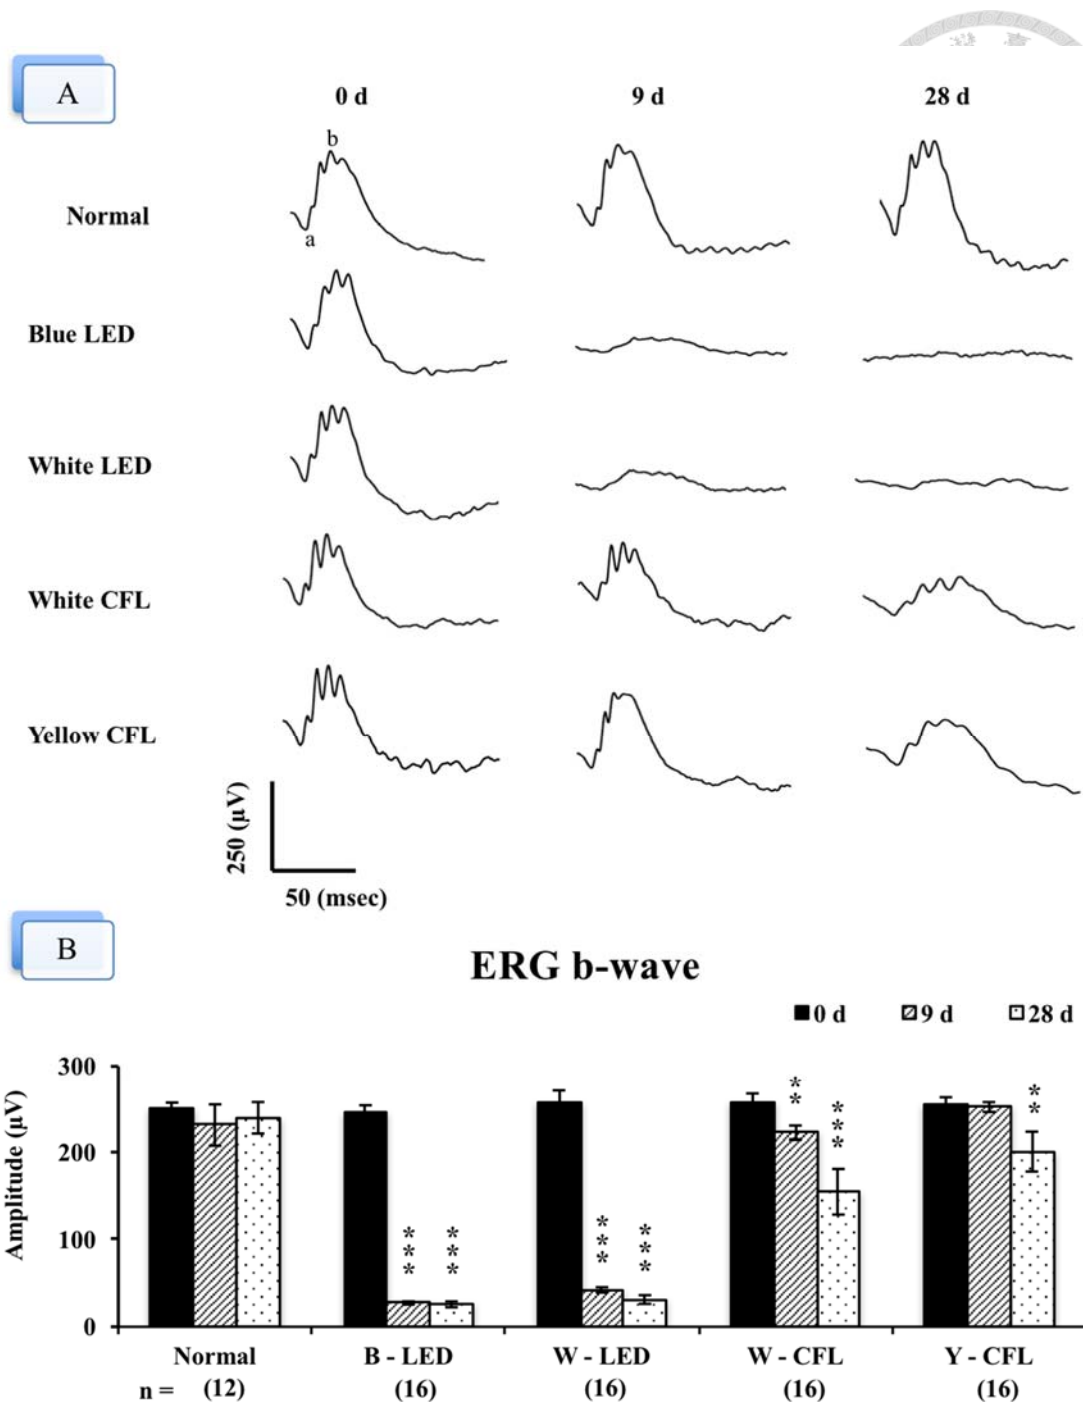 A
0 d 9 d 28 d
b
Normal
a
Blue LED
White LED
White CFL
Yellow CFL
250 (µV)
50 (msec)
B
ERG b-wave
0 d 9 d 28 d
Amplitude (µV)
300
200
100
0
*** *** *** *** ** *** **
Normal B - LED W - LED W - CFL Y - CFL
n = (12) (16) (16) (16) (16)